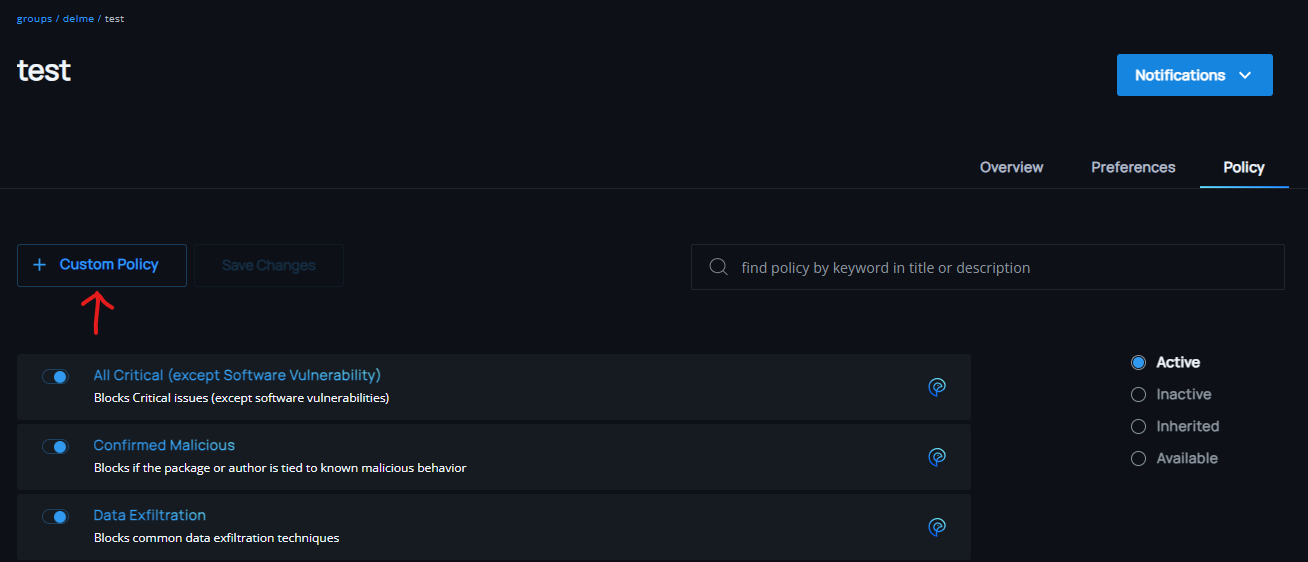 groups / delme / test
test
Notifications
Overview Preferences Policy
+ Custom Policy Save Changes find policy by keyword in title or description
All Critical (except Software Vulnerability)
Blocks Critical issues (except software vulnerabilities)
Confirmed Malicious
Blocks if the package or author is tied to known malicious behavior
Data Exfiltration
Blocks common data exfiltration techniques
Active
Inactive
Inherited
Available